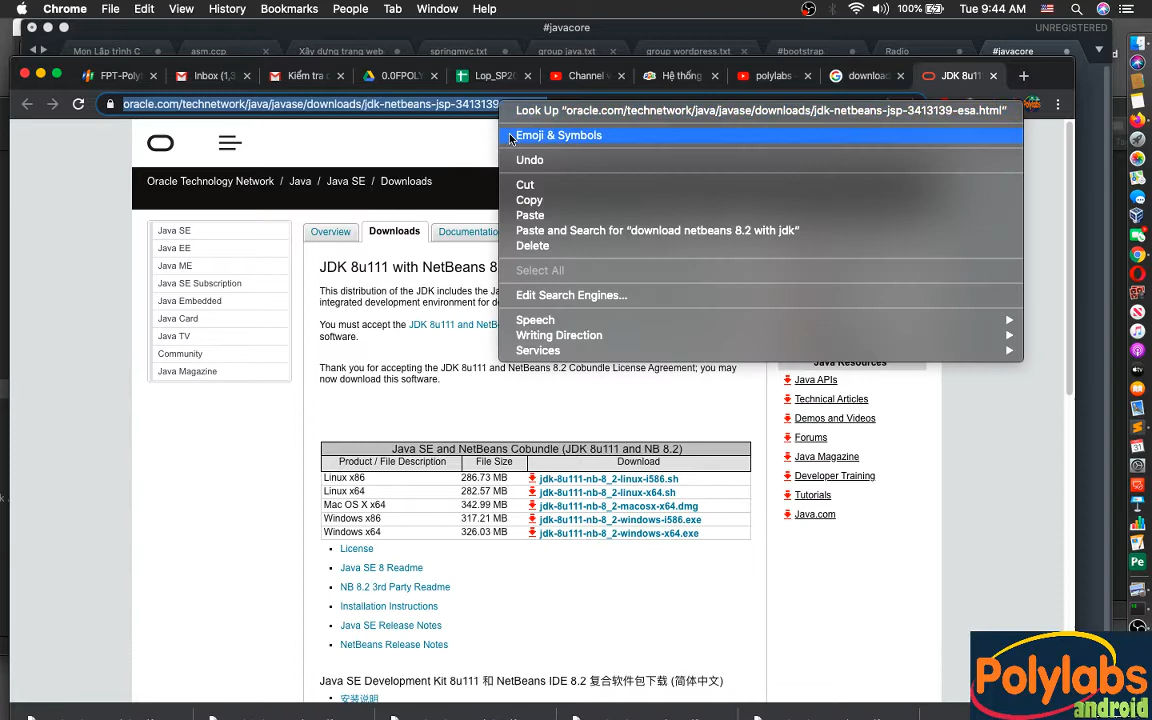 Chrome File Edit View History Bookmarks People Tab Window Help 100% Tue 9:44 AM
#javacore UNREGISTERED
Mon Lập trình C asm.ccp Xây dựng trang web springmvc.txt group java.txt group wordpress.txt #bootstrap Radio #javacore
FPT-Poly Inbox (1,3 Kiểm tra 0.0FPOLY Lop_SP20 Channel Hệ thống polylabs downloa JDK 8u11
oracle.com/technetwork/java/javase/downloads/jdk-netbeans-jsp-3413139-
Look Up “oracle.com/technetwork/java/javase/downloads/jdk-netbeans-jsp-3413139-esa.html”
Emoji & Symbols
Undo
Cut
Copy
Paste
Paste and Search for “download netbeans 8.2 with jdk”
Delete
Select All
Edit Search Engines...
Speech
Writing Direction
Services
Oracle Technology Network / Java / Java SE / Downloads
Java SE
Java EE
Java ME
Java SE Subscription
Java Embedded
Java Card
Java TV
Community
Java Magazine
Overview Downloads Documentatio
JDK 8u111 with NetBeans 8
This distribution of the JDK includes the Ja
integrated development environment for de
You must accept the JDK 8u111 and NetB
software.
Thank you for accepting the JDK 8u111 and NetBeans 8.2 Cobundle License Agreement; you may
now download this software.
Java SE and NetBeans Cobundle (JDK 8u111 and NB 8.2)
Product / File Description File Size Download
Linux x86 286.73 MB jdk-8u111-nb-8_2-linux-i586.sh
Linux x64 282.57 MB jdk-8u111-nb-8_2-linux-x64.sh
Mac OS X x64 342.99 MB jdk-8u111-nb-8_2-macosx-x64.dmg
Windows x86 317.21 MB jdk-8u111-nb-8_2-windows-i586.exe
Windows x64 326.03 MB jdk-8u111-nb-8_2-windows-x64.exe
License
Java SE 8 Readme
NB 8.2 3rd Party Readme
Installation Instructions
Java SE Release Notes
NetBeans Release Notes
Java SE Development Kit 8u111 和 NetBeans IDE 8.2 复合软件包下载 (简体中文)
安装说明
Java Resources
Java APIs
Technical Articles
Demos and Videos
Forums
Java Magazine
Developer Training
Tutorials
Java.com
Polylabs
android